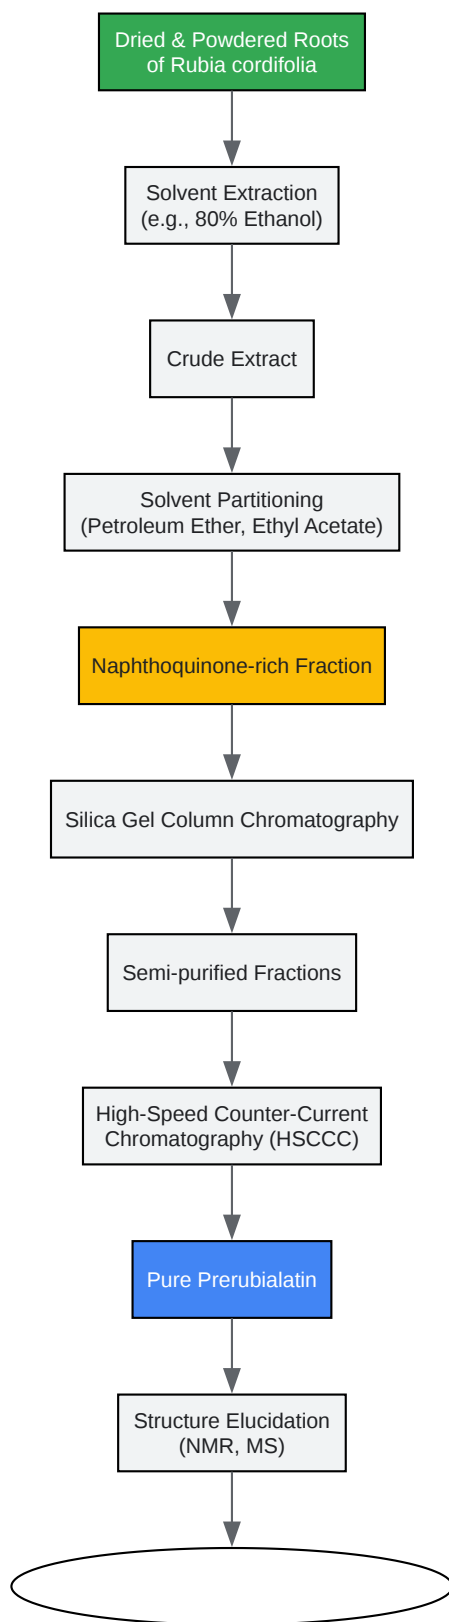 Dried & Powdered Roots
of Rubia cordifolia
Solvent Extraction
(e.g., 80% Ethanol)
Crude Extract
Solvent Partitioning
(Petroleum Ether, Ethyl Acetate)
Naphthoquinone-rich Fraction
Silica Gel Column Chromatography
Semi-purified Fractions
High-Speed Counter-Current
Chromatography (HSCCC)
Pure Prerubialatin
Structure Elucidation
(NMR, MS)